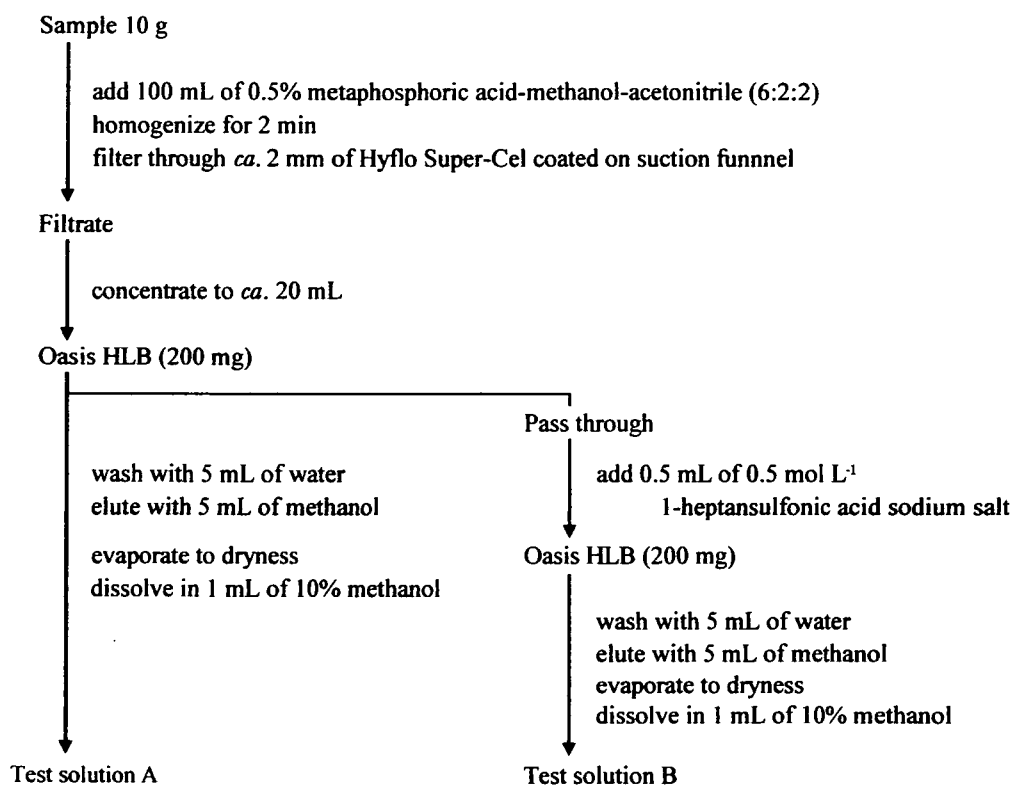 Sample 10 g
add 100 mL of 0.5% metaphosphoric acid-methanol-acetonitrile (6:2:2)
homogenize for 2 min
filter through ca. 2 mm of Hyflo Super-Cel coated on suction funnnel
Filtrate
concentrate to ca. 20 mL
Oasis HLB (200 mg)
wash with 5 mL of water
elute with 5 mL of methanol
evaporate to dryness
dissolve in 1 mL of 10% methanol
Test solution A
Pass through
add 0.5 mL of 0.5 mol L-1
1-heptansulfonic acid sodium salt
Oasis HLB (200 mg)
wash with 5 mL of water
elute with 5 mL of methanol
evaporate to dryness
dissolve in 1 mL of 10% methanol
Test solution B